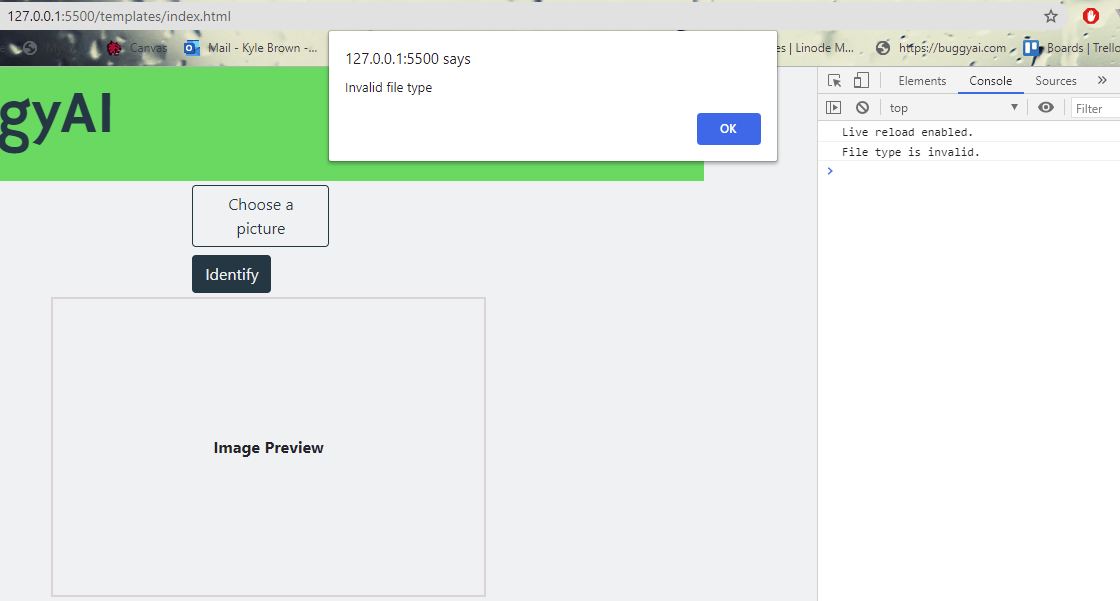 127.0.0.1:5500/templates/index.html
Canvas
Mail - Kyle Brown -...
es | Linode M...
https://buggyai.com
Boards | Trello
127.0.0.1:5500 says
Invalid file type
OK
gyAI
Choose a
picture
Identify
Image Preview
Elements
Console
Sources
top
Filter
Live reload enabled.
File type is invalid.